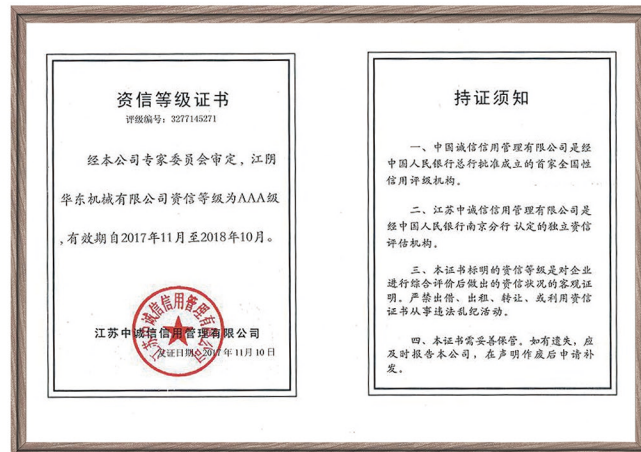 资信等级证书
评级编号：3277145271
经本公司专家委员会审定，江阴
华东机械有限公司资信等级为AAA级
,有效期自2017年11月至2018年10月。
江苏中诚信信用管理有限公司
发证日期：2017年11月10日
江苏中诚信信用管理有限公司
持证须知
一、中国诚信信用管理有限公司是经
中国人民银行总行批准成立的首家全国性
信用评级机构。
二、江苏中诚信信用管理有限公司是
经中国人民银行南京分行 认定的独立资信
评估机构。
三、本证书标明的资信等级是对企业
进行综合评价后做出的资信状况的客观证
明。严禁出借、出租、转让、或利用资信
证书从事违法乱纪活动。
四、本证书需妥善保管。如有遗失，应
及时报告本公司，在声明作废后申请补
发。